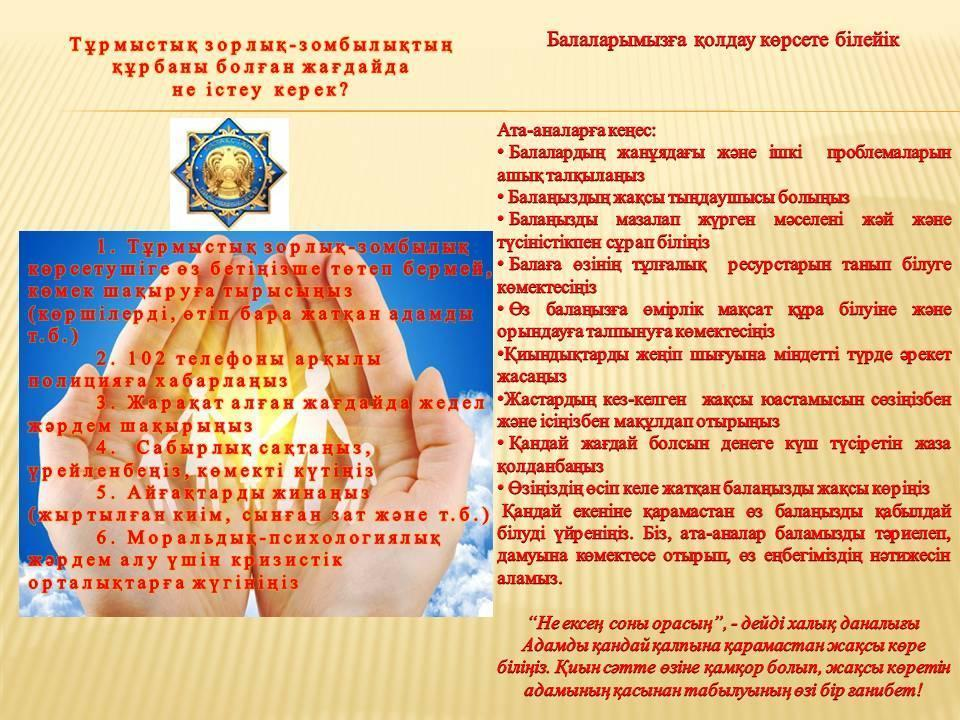 Тұрмыстық зорлық-зомбылықтың
құрбаны болған жағдайда
не істеу керек?
1. Тұрмыстық зорлық-зомбылық
көрсетушіге өз бетіңізше төтеп бермей,
көмек шақыруға тырысыңыз
(көршілерді, өтіп бара жатқан адамды
т.б.)
2. 102 телефоны арқылы
полицияға хабарлаңыз
3. Жарақат алған жағдайда жедел
жәрдем шақырыңыз
4. Сабырлық сақтаңыз,
үрейленбеңіз, көмекті күтіңіз
5. Айғақтарды жинаңыз
(жыртылған киім, сынған зат және т.б.)
6. Моральдық-психологиялық
жәрдем алу үшін кризистік
орталықтарға жүгініңіз
Балаларымызға қолдау көрсете білейік
Ата-аналарға кеңес:
• Балалардың жанұядағы және ішкі проблемаларын
ашық талқылаңыз
• Балаңыздың жақсы тыңдаушысы болыңыз
• Балаңызды мазалап жүрген мәселені жәй және
түсіністікпен сұрап біліңіз
• Балаға өзінің тұлғалық ресурстарын танып білуге
көмектесіңіз
• Өз балаңызға өмірлік мақсат құра білуіне және
орындауға талпынуға көмектесіңіз
•Қиындықтарды жеңіп шығуына міндетті түрде әрекет
жасаңыз
•Жастардың кез-келген жақсы юастамысын сөзіңізбен
және ісіңізбен мақұлдап отырыңыз
• Қандай жағдай болсын денеге күш түсіретін жаза
қолданбаңыз
• Өзіңіздің өсіп келе жатқан балаңызды жақсы көріңіз
Қандай екеніне қарамастан өз балаңызды қабылдай
білуді үйреніңіз. Біз, ата-аналар баламызды тәриелеп,
дамуына көмектесе отырып, өз еңбегіміздің нәтижесін
аламыз.
“Не ексең соны орасың”, - дейді халық даналығы
Адамды қандай қалпына қарамастан жақсы көре
біліңіз. Қиын сәтте өзіне қамқор болып, жақсы көретін
адамының қасынан табылуының өзі бір ғанибет!